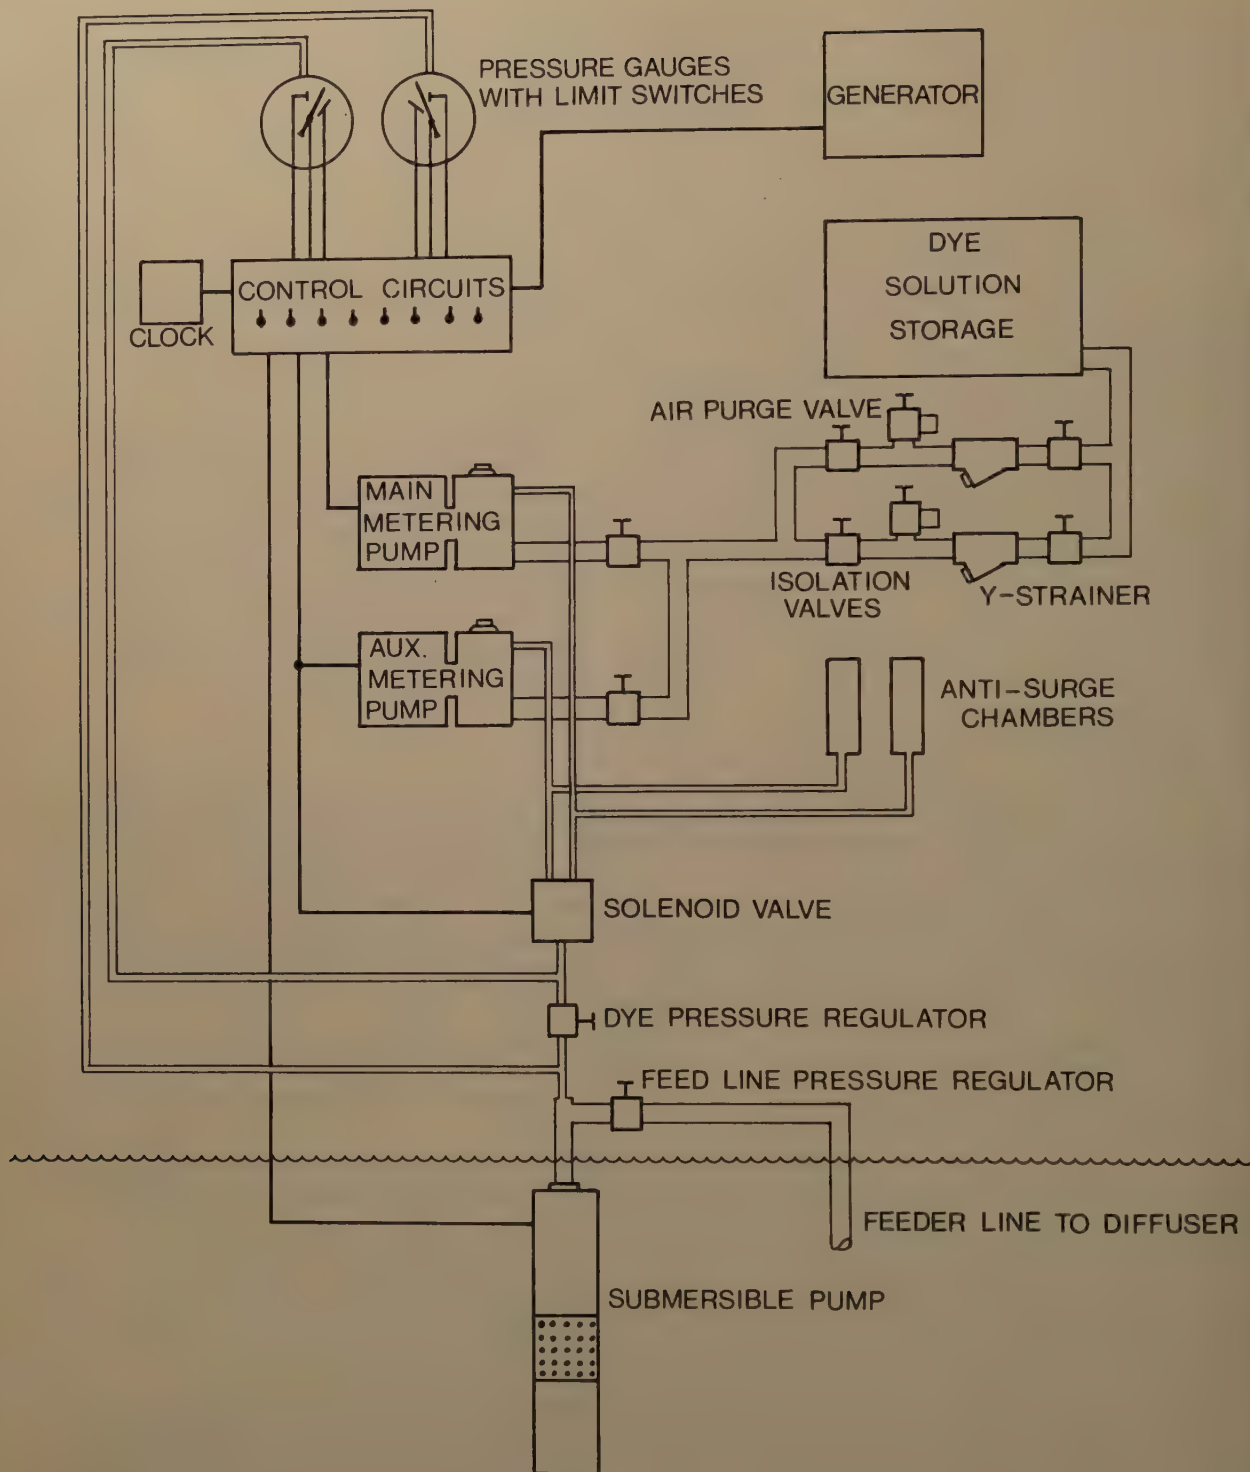 PRESSURE GAUGES
WITH LIMIT SWITCHES
GENERATOR
DYE
SOLUTION
STORAGE
CONTROL CIRCUITS
CLOCK
AIR PURGE VALVE
MAIN
METERING
PUMP
ISOLATION
VALVES
Y-STRAINER
AUX.
METERING
PUMP
ANTI-SURGE
CHAMBERS
SOLENOID VALVE
DYE PRESSURE REGULATOR
FEED LINE PRESSURE REGULATOR
FEEDER LINE TO DIFFUSER
SUBMERSIBLE PUMP